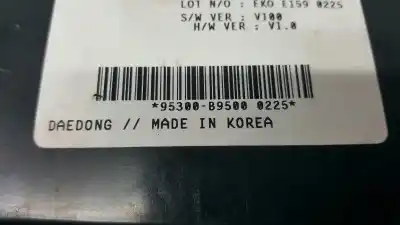 LOT N/O : EKO E159 0225
S/W VER : V100
H/W VER : V1.0
*95300-B9500 0225*
DAEDONG // MADE IN KOREA